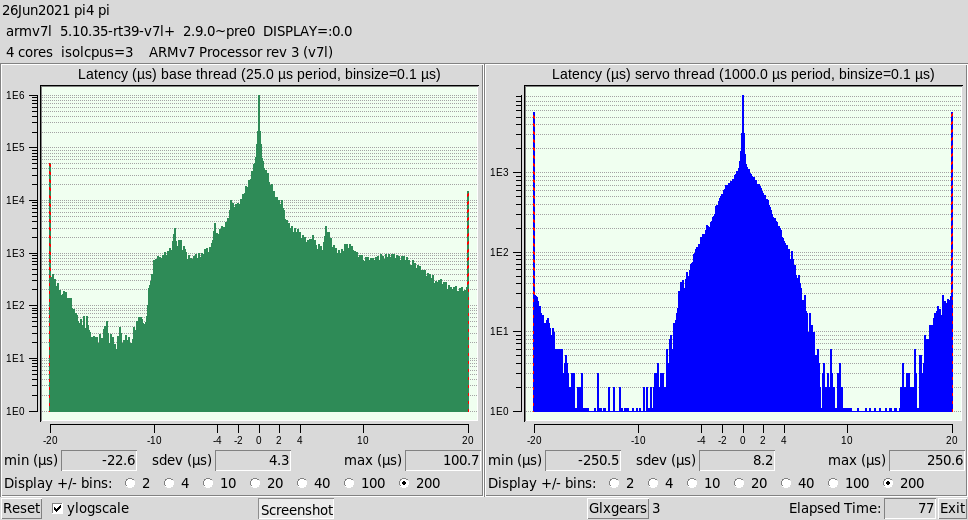 26Jun2021 pi4 pi
armv7l 5.10.35-rt39-v7l+ 2.9.0~pre0 DISPLAY=:0.0
4 cores isolcpus=3 ARMv7 Processor rev 3 (v7l)
Latency (µs) base thread (25.0 µs period, binsize=0.1 µs)
1E6
1E5
1E4
1E3
1E2
1E1
1E0
-20 -10 -4 -2 0 2 4 10 20
min (µs) -22.6 sdev (µs) 4.3 max (µs) 100.7
Display +/- bins: 2 4 10 20 40 100 200
Latency (µs) servo thread (1000.0 µs period, binsize=0.1 µs)
1E3
1E2
1E1
1E0
-20 -10 -4 -2 0 2 4 10 20
min (µs) -250.5 sdev (µs) 8.2 max (µs) 250.6
Display +/- bins: 2 4 10 20 40 100 200
Reset ylogscale Screenshot Glxgears 3 Elapsed Time: 77 Exit